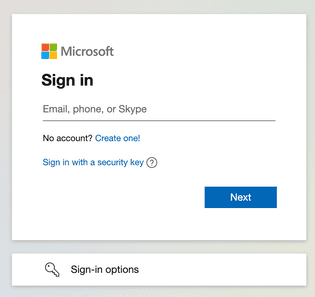 Microsoft
Sign in
Email, phone, or Skype
No account? Create one!
Sign in with a security key ?
Next
Sign-in options